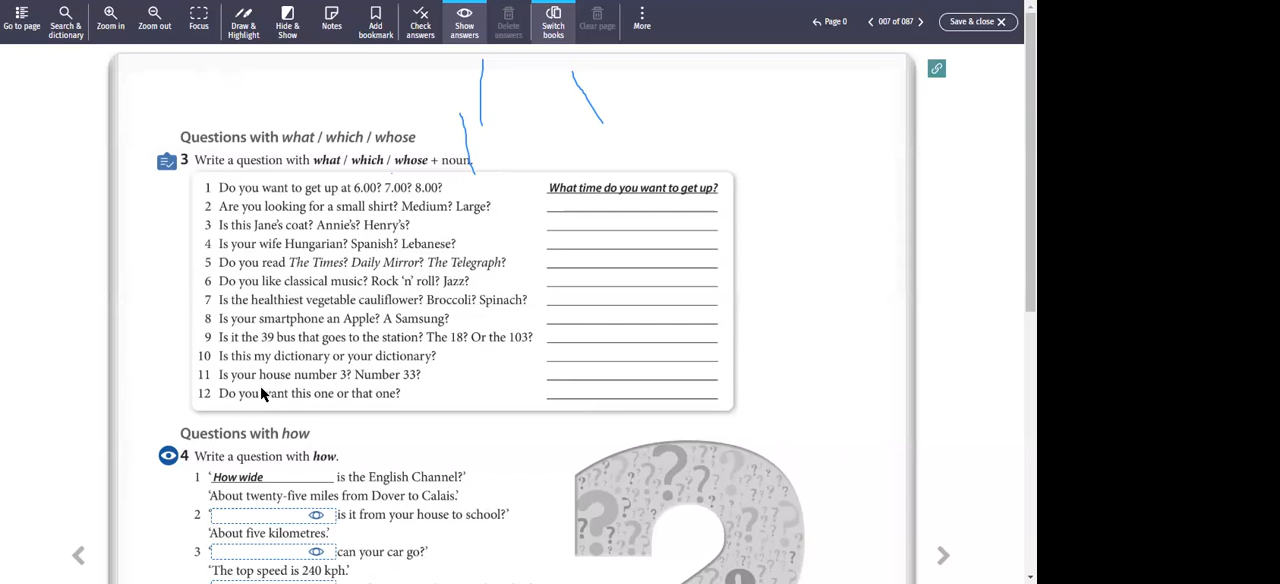 Go to page
Search & dictionary
Zoom in
Zoom out
Focus
Draw & Highlight
Hide & Show
Notes
Add bookmark
Check answers
Show answers
Delete answers
Switch books
Clear page
More
Page 0
007 of 087
Save & close
Questions with what / which / whose
3 Write a question with what / which / whose + noun.
1 Do you want to get up at 6.00? 7.00? 8.00? What time do you want to get up?
2 Are you looking for a small shirt? Medium? Large?
3 Is this Jane's coat? Annie's? Henry's?
4 Is your wife Hungarian? Spanish? Lebanese?
5 Do you read The Times? Daily Mirror? The Telegraph?
6 Do you like classical music? Rock 'n' roll? Jazz?
7 Is the healthiest vegetable cauliflower? Broccoli? Spinach?
8 Is your smartphone an Apple? A Samsung?
9 Is it the 39 bus that goes to the station? The 18? Or the 103?
10 Is this my dictionary or your dictionary?
11 Is your house number 3? Number 33?
12 Do you want this one or that one?
Questions with how
4 Write a question with how.
1 'How wide is the English Channel?'
'About twenty-five miles from Dover to Calais.'
2 ' is it from your house to school?'
'About five kilometres.'
3 ' can your car go?'
'The top speed is 240 kph.'